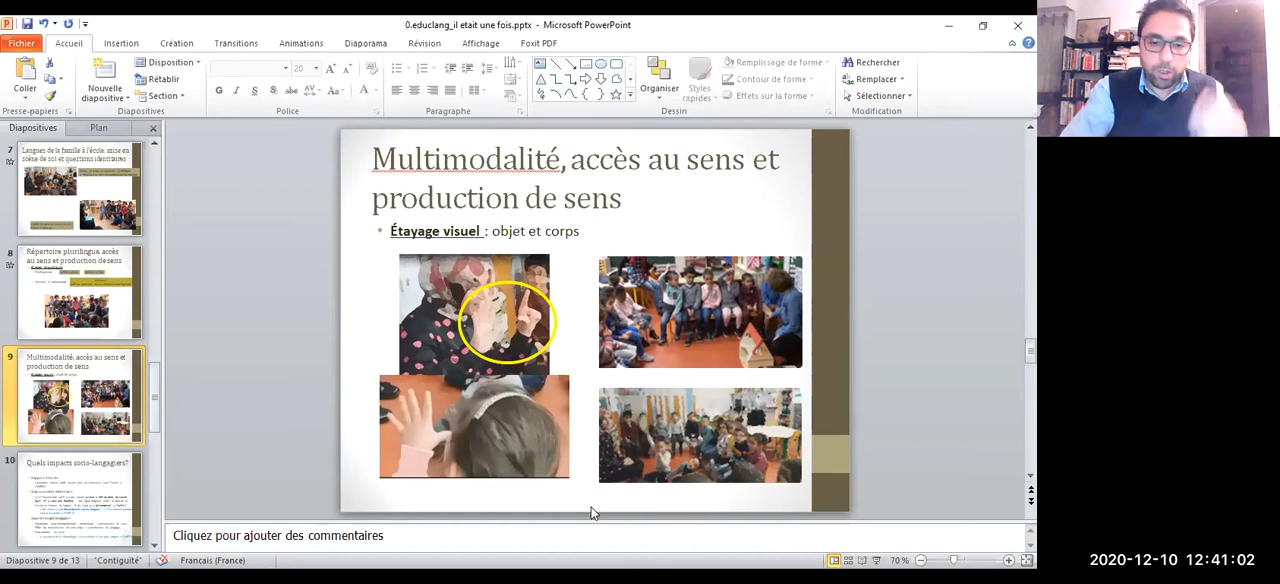 0.educlang_il etait une fois.pptx - Microsoft PowerPoint
Fichier
Accueil
Insertion
Création
Transitions
Animations
Diaporama
Révision
Affichage
Foxit PDF
Coller
Presse-papiers
Nouvelle
diapositive
Disposition
Rétablir
Section
Diapositives
20
G I S S abc AV Aa A
Police
Paragraphe
Organiser
Styles
rapides
Remplissage de forme
Contour de forme
Effets sur la forme
Dessin
Rechercher
Remplacer
Sélectionner
Modification
Diapositives
Plan
7
Langues de la famille à l'école, mise en
scène de soi et questions identitaires
8
Répertoire plurilingue, accès
au sens et production de sens
9
Multimodalité, accès au sens et
production de sens
10
Quels impacts socio-langagiers?
Multimodalité, accès au sens et
production de sens
• Étayage visuel : objet et corps
Cliquez pour ajouter des commentaires
Diapositive 9 de 13
"Contiguïté"
Français (France)
70 %
2020-12-10 12:41:02